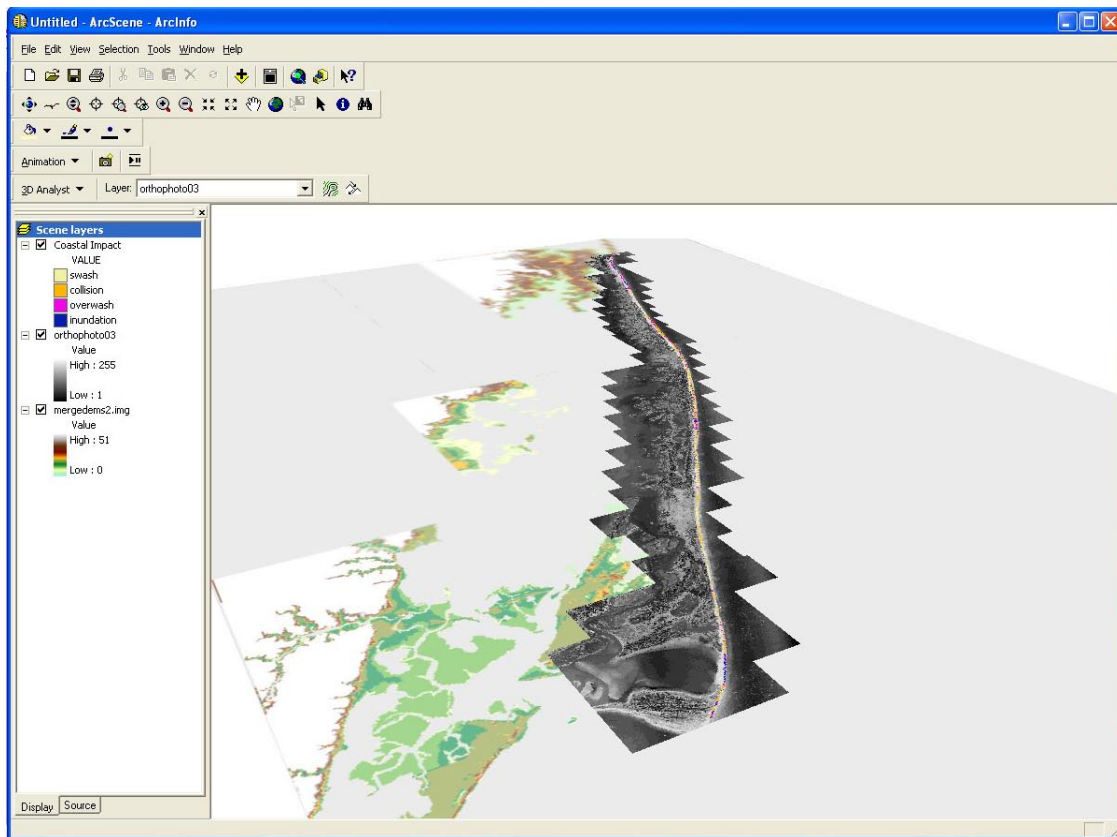 Untitled - ArcScene - ArcInfo
File Edit View Selection Tools Window Help
Animation
3D Analyst Layer: orthophoto03
Scene layers
Coastal Impact
VALUE
swash
collision
overwash
inundation
orthophoto03
Value
High : 255
Low : 1
mergedems2.img
Value
High : 51
Low : 0
Display Source